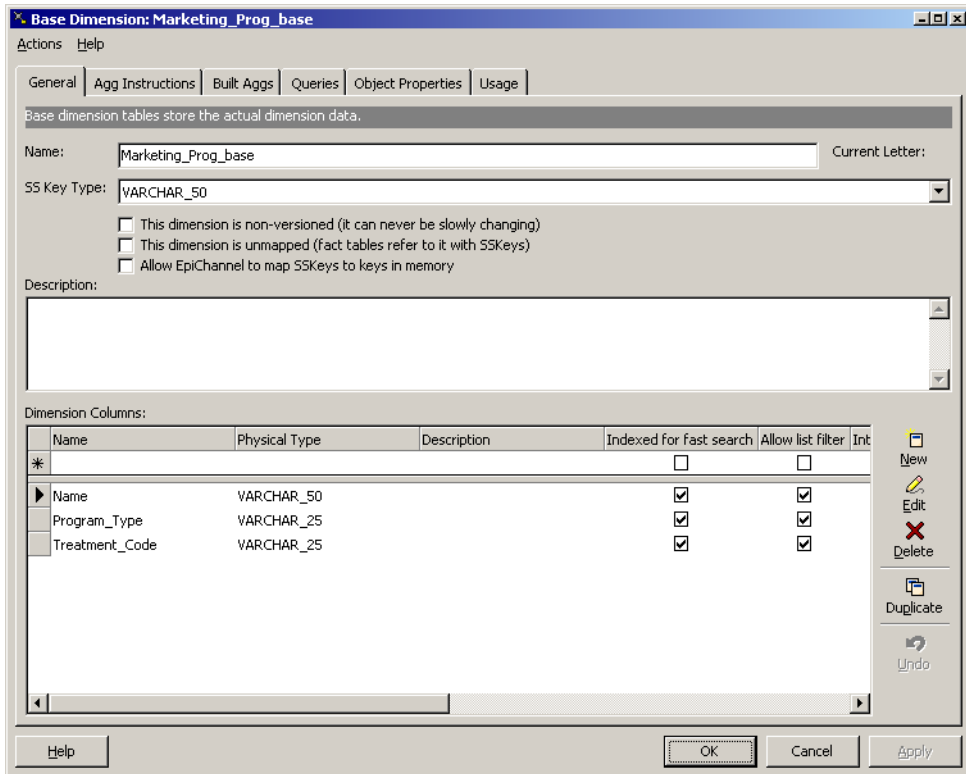 Base Dimension: Marketing_Prog_base
Actions Help
General Agg Instructions Built Aggs Queries Object Properties Usage
Base dimension tables store the actual dimension data.
Name: Marketing_Prog_base Current Letter:
SS Key Type: VARCHAR_50
This dimension is non-versioned (it can never be slowly changing)
This dimension is unmapped (fact tables refer to it with SSKeys)
Allow EpiChannel to map SSKeys to keys in memory
Description:
Dimension Columns:
Name Physical Type Description Indexed for fast search Allow list filter Int
New
Name VARCHAR_50
Edit
Program_Type VARCHAR_25
Treatment_Code VARCHAR_25
Delete
Duplicate
Undo
Help OK Cancel Apply